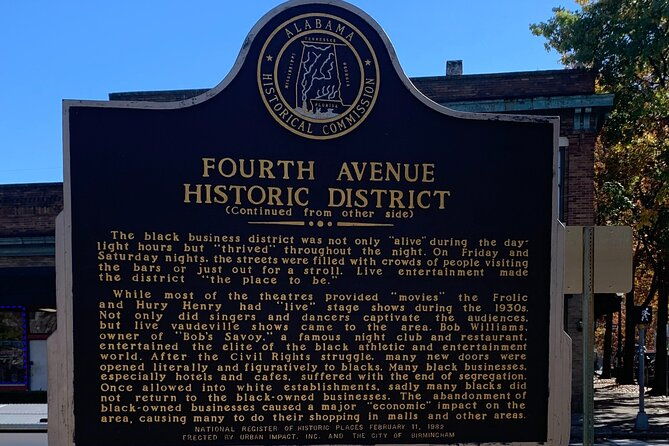 ALABAMA
TENNESSEE
MISSISSIPPI
GEORGIA
FLORIDA
HISTORICAL COMMISSION
FOURTH AVENUE
HISTORIC DISTRICT
(Continued from other side)
The black business district was not only "alive" during the day-
light hours but "thrived" throughout the night. On Friday and
Saturday nights, the streets were filled with crowds of people visiting
the bars or just out for a stroll. Live entertainment made
the district "the place to be."
While most of the theatres provided "movies" the Frolic
and Hury Henry had "live" stage shows during the 1930s.
Not only did singers and dancers captivate the audiences,
but live vaudeville shows came to the area. Bob Williams,
owner of "Bob's Savoy," a famous night club and restaurant,
entertained the elite of the black athletic and entertainment
world. After the Civil Rights struggle, many new doors were
opened literally and figuratively to blacks. Many black businesses,
especially hotels and cafes, suffered with the end of segregation.
Once allowed into white establishments, sadly many blacks did
not return to the black-owned businesses. The abandonment of
black-owned businesses caused a major "economic" impact on the
area, causing many to do their shopping in malls and other areas.
NATIONAL REGISTER OF HISTORIC PLACES FEBRUARY 11, 1982
ERECTED BY URBAN IMPACT, INC. AND THE CITY OF BIRMINGHAM